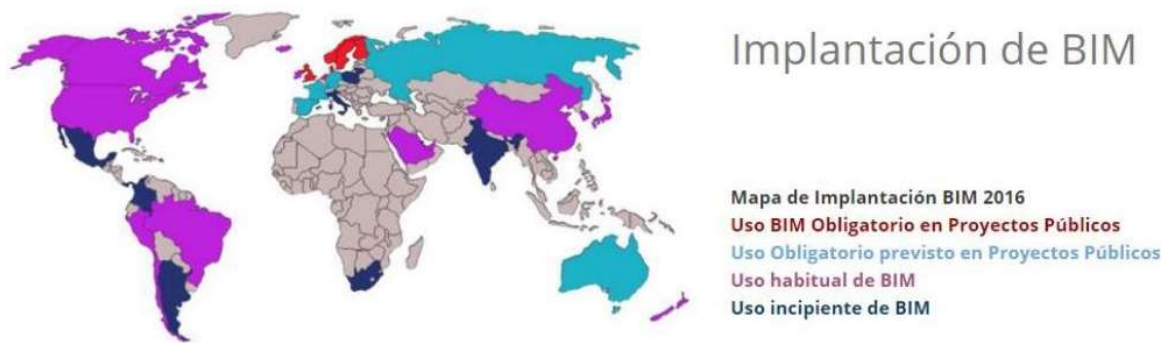 Implantación de BIM
Mapa de Implantación BIM 2016
Uso BIM Obligatorio en Proyectos Públicos
Uso Obligatorio previsto en Proyectos Públicos
Uso habitual de BIM
Uso incipiente de BIM